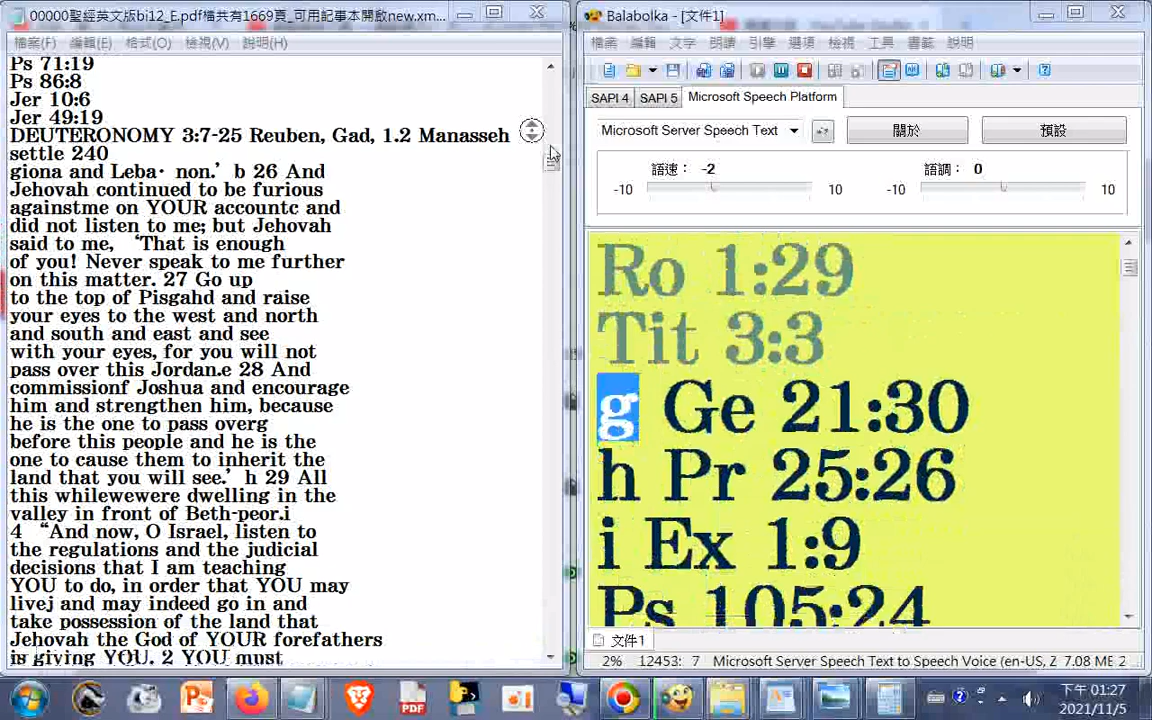 00000聖經英文版bi12_E.pdf檔共有1669頁_可用記事本開啟new.xm...
檔案(F) 編輯(E) 格式(O) 檢視(V) 說明(H)
Ps 71:19
Ps 86:8
Jer 10:6
Jer 49:19
DEUTERONOMY 3:7-25 Reuben, Gad, 1.2 Manasseh
settle 240
giona and Leba· non.’ b 26 And
Jehovah continued to be furious
againstme on YOUR accountc and
did not listen to me; but Jehovah
said to me, ‘That is enough
of you! Never speak to me further
on this matter. 27 Go up
to the top of Pisgahd and raise
your eyes to the west and north
and south and east and see
with your eyes, for you will not
pass over this Jordan.e 28 And
commissionf Joshua and encourage
him and strengthen him, because
he is the one to pass overg
before this people and he is the
one to cause them to inherit the
land that you will see.’ h 29 All
this whilewewere dwelling in the
valley in front of Beth-peor.i
4 “And now, O Israel, listen to
the regulations and the judicial
decisions that I am teaching
YOU to do, in order that YOU may
livej and may indeed go in and
take possession of the land that
Jehovah the God of YOUR forefathers
is giving YOU. 2 YOU must
Balabolka - [文件1]
檔案 編輯 文字 朗讀 引擎 選項 檢視 工具 書籤 說明
SAPI 4 SAPI 5 Microsoft Speech Platform
Microsoft Server Speech Text 關於 預設
語速： -2 語調： 0
-10 10 -10 10
Ro 1:29
Tit 3:3
g Ge 21:30
h Pr 25:26
i Ex 1:9
Ps 105:24
文件1
2% 12453: 7 Microsoft Server Speech Text to Speech Voice (en-US, Z 7.08 MB 2
PDF
下午 01:27
2021/11/5